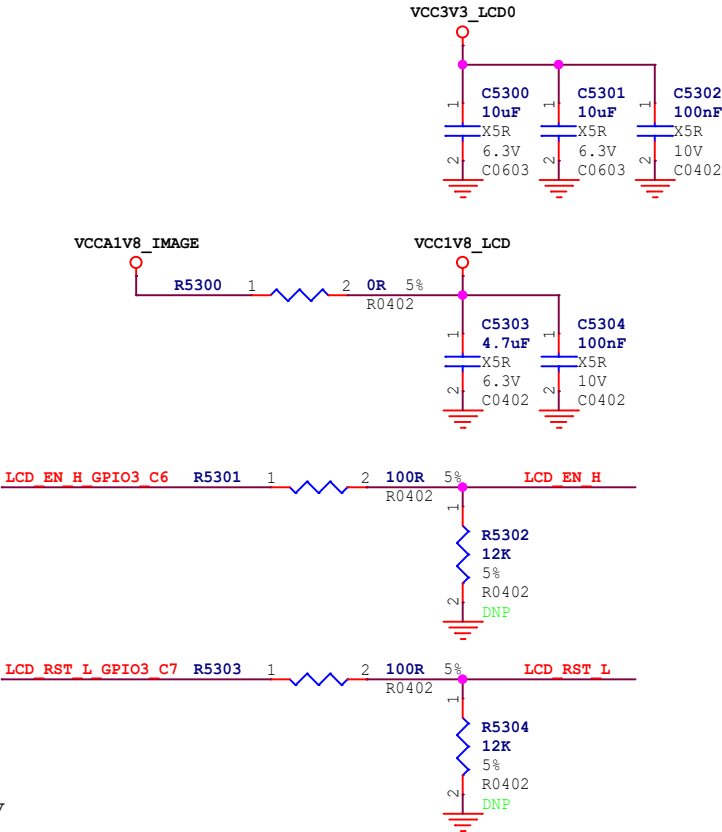 VCC3V3_LCD0
C5300
10uF
X5R
6.3V
C0603
1
2
C5301
10uF
X5R
6.3V
C0603
1
2
C5302
100nF
X5R
10V
C0402
1
2
VCCA1V8_IMAGE
VCC1V8_LCD
R5300 1 2 0R 5%
R0402
C5303
4.7uF
X5R
6.3V
C0402
1
2
C5304
100nF
X5R
10V
C0402
1
2
LCD_EN_H_GPIO3_C6 R5301 1 2 100R 5% LCD_EN_H
R0402
1
R5302
12K
5%
R0402
2
DNP
LCD_RST_L_GPIO3_C7 R5303 1 2 100R 5% LCD_RST_L
R0402
1
R5304
12K
5%
R0402
2
DNP